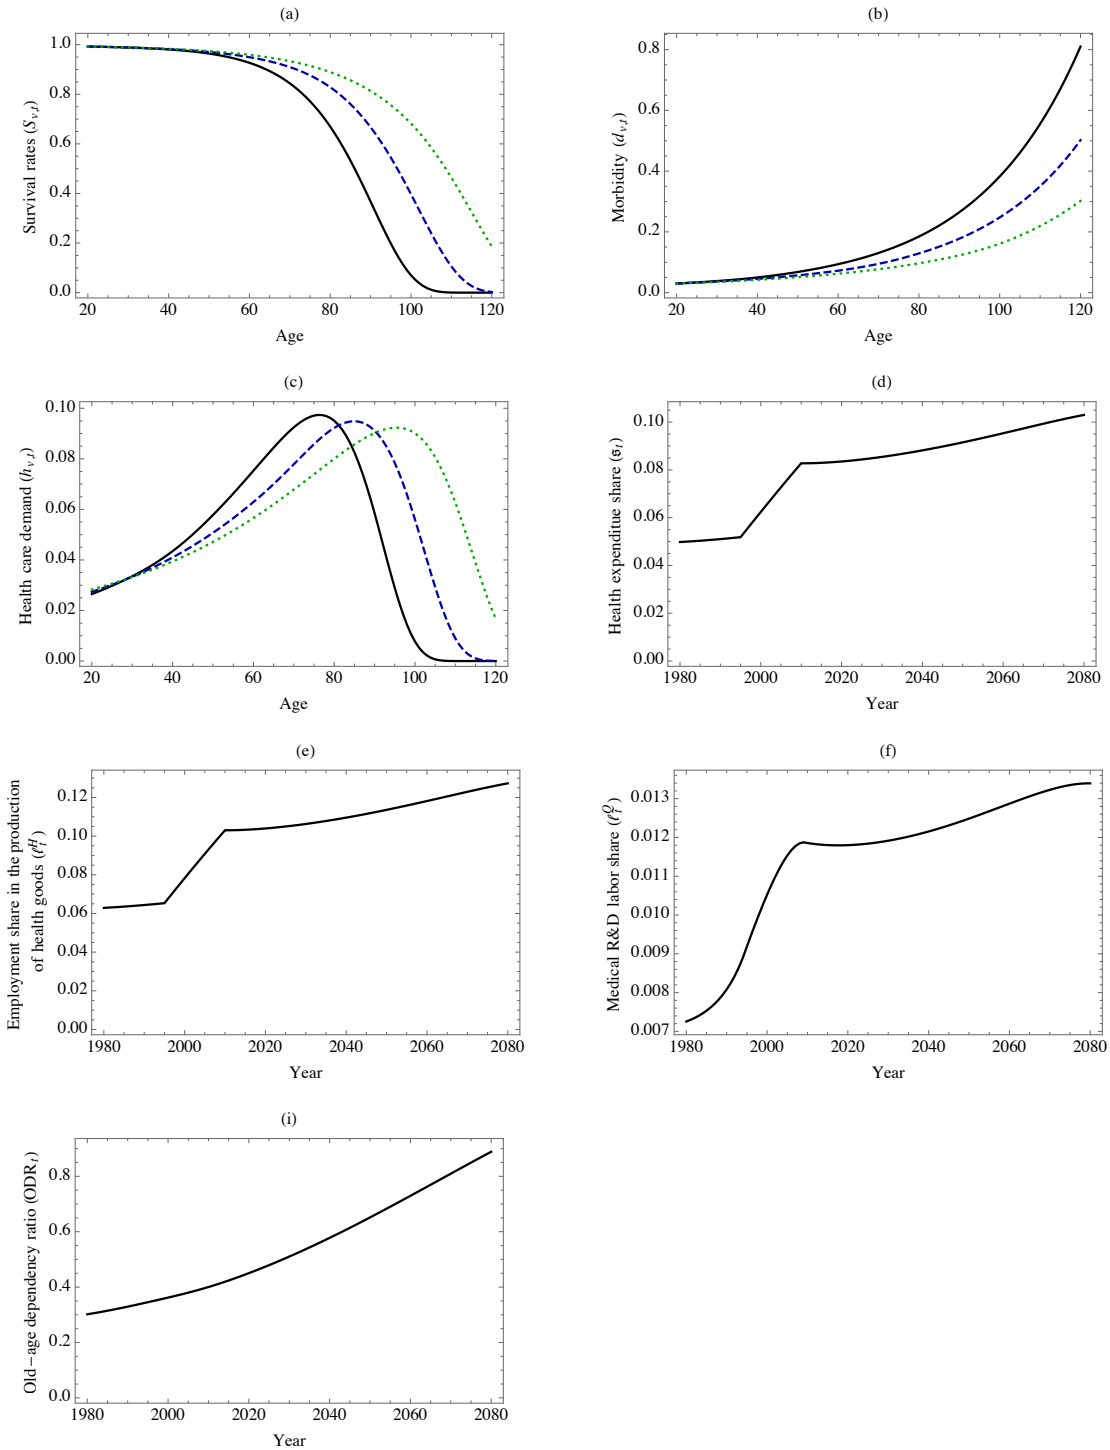 (a)
Survival rates (S_{v,t})
1.0
0.8
0.6
0.4
0.2
0.0
20 40 60 80 100 120
Age
(b)
Morbidity (d_{v,t})
0.8
0.6
0.4
0.2
0.0
20 40 60 80 100 120
Age
(c)
Health care demand (h_{v,t})
0.10
0.08
0.06
0.04
0.02
0.00
20 40 60 80 100 120
Age
(d)
Health expenditue share (𝔰_t)
0.10
0.08
0.06
0.04
0.02
0.00
1980 2000 2020 2040 2060 2080
Year
(e)
Employment share in the production
of health goods (ℓ_t^H)
0.12
0.10
0.08
0.06
0.04
0.02
0.00
1980 2000 2020 2040 2060 2080
Year
(f)
Medical R&D labor share (ℓ_t^Q)
0.013
0.012
0.011
0.010
0.009
0.008
0.007
1980 2000 2020 2040 2060 2080
Year
(i)
Old−age dependency ratio (ODR_t)
0.8
0.6
0.4
0.2
0.0
1980 2000 2020 2040 2060 2080
Year